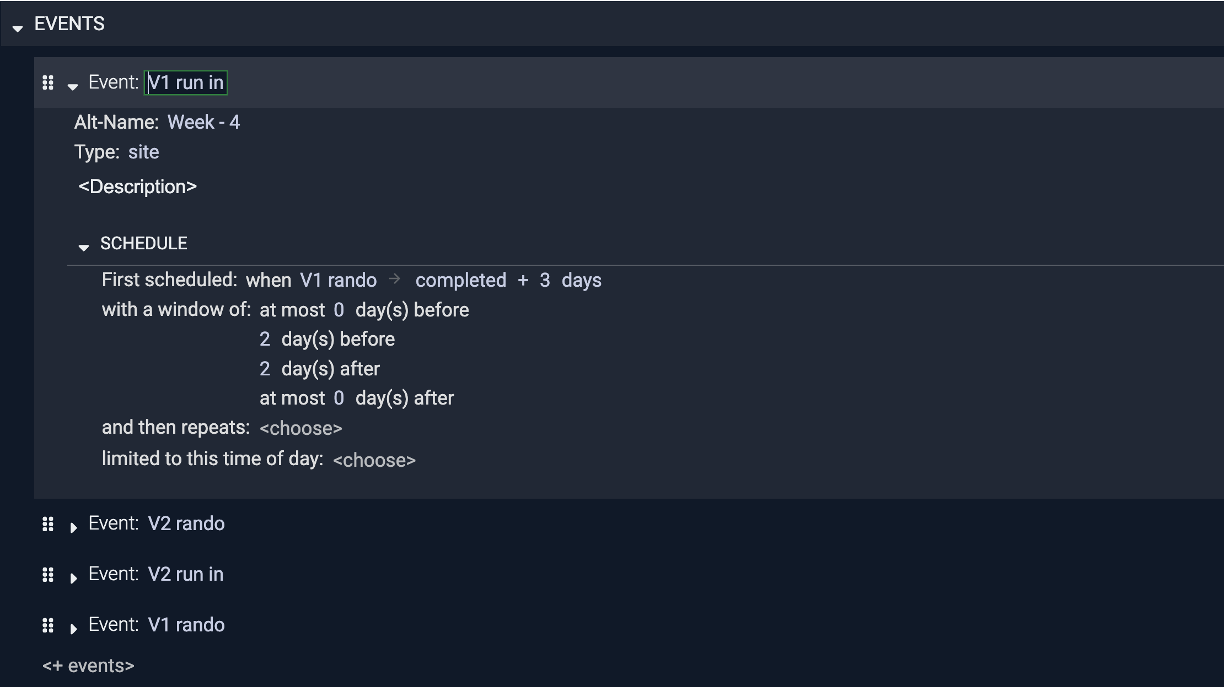 EVENTS
Event: V1 run in
Alt-Name: Week - 4
Type: site
<Description>
SCHEDULE
First scheduled: when V1 rando → completed + 3 days
with a window of: at most 0 day(s) before
2 day(s) before
2 day(s) after
at most 0 day(s) after
and then repeats: <choose>
limited to this time of day: <choose>
Event: V2 rando
Event: V2 run in
Event: V1 rando
<+ events>